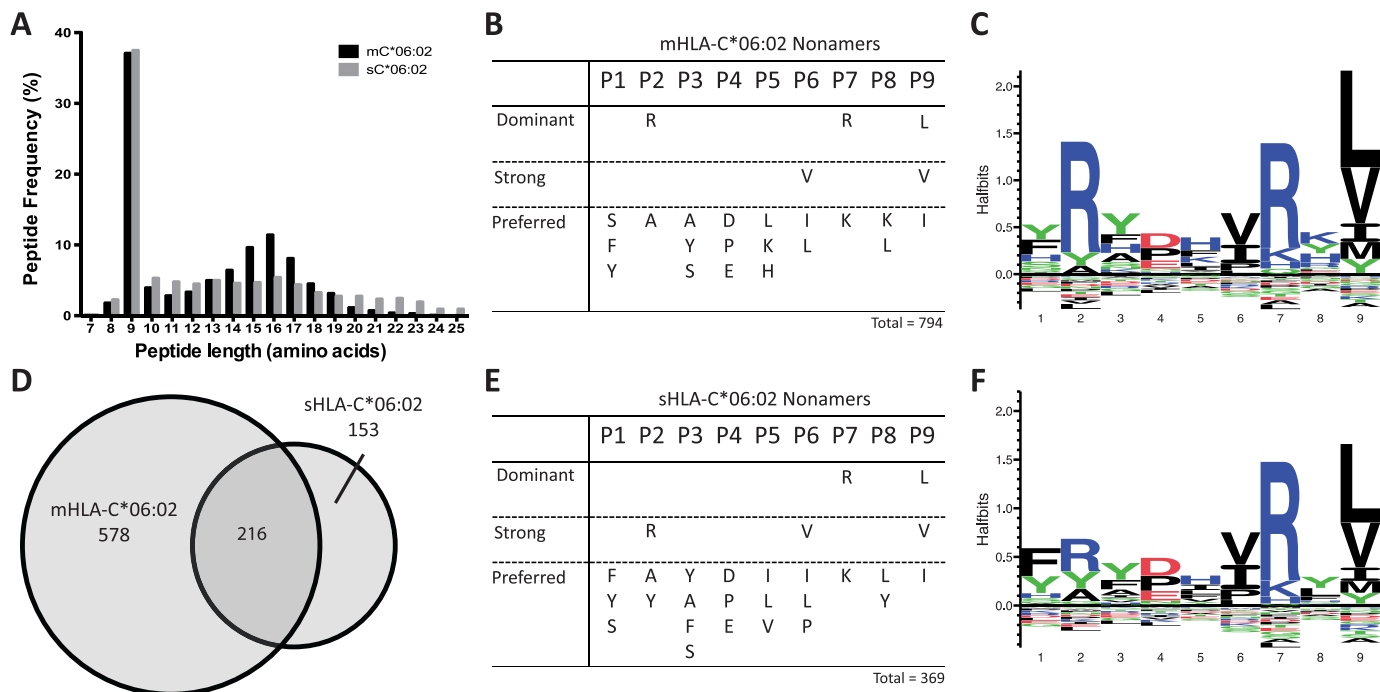 A
Peptide Frequency (%)
40
30
20
10
0
mC*06:02
sC*06:02
7 8 9 10 11 12 13 14 15 16 17 18 19 20 21 22 23 24 25
Peptide length (amino acids)
B
mHLA-C*06:02 Nonamers
P1 P2 P3 P4 P5 P6 P7 P8 P9
Dominant R R L
Strong V V
Preferred S A A D L I K K I
F Y P K L L
Y S E H
Total = 794
C
Halfbits
2.0
1.5
1.0
0.5
0.0
1 2 3 4 5 6 7 8 9
D
sHLA-C*06:02
153
mHLA-C*06:02
578
216
E
sHLA-C*06:02 Nonamers
P1 P2 P3 P4 P5 P6 P7 P8 P9
Dominant R L
Strong R V V
Preferred F A Y D I I K L I
Y Y A P L L Y
S F E V P
S
Total = 369
F
Halfbits
2.0
1.5
1.0
0.5
0.0
1 2 3 4 5 6 7 8 9